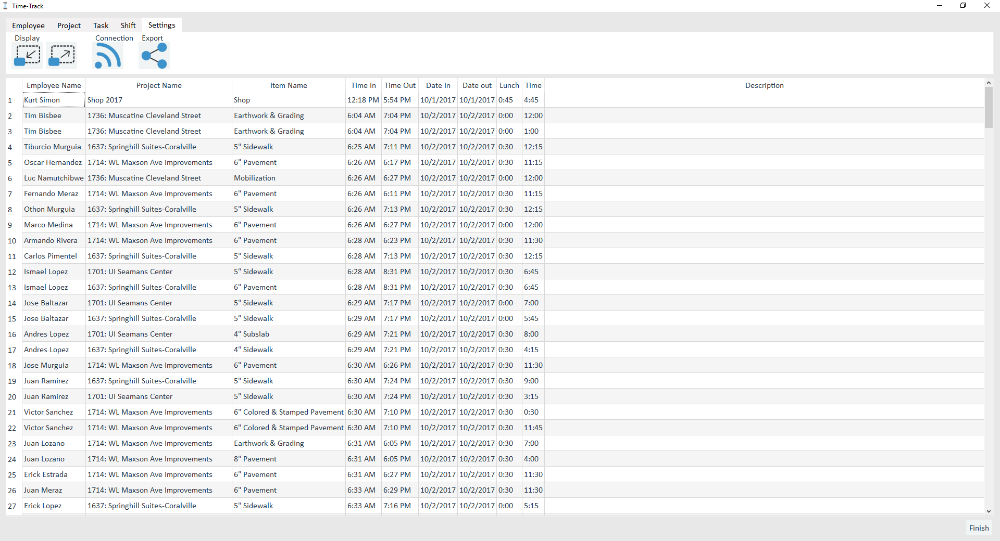 Time-Track
Employee Project Task Shift Settings
Display Connection Export
Employee Name Project Name Item Name Time In Time Out Date In Date out Lunch Time Description
1 Kurt Simon Shop 2017 Shop 12:18 PM 5:54 PM 10/1/2017 10/1/2017 0:45 4:45
2 Tim Bisbee 1736: Muscatine Cleveland Street Earthwork & Grading 6:04 AM 7:04 PM 10/2/2017 10/2/2017 0:00 12:00
3 Tim Bisbee 1736: Muscatine Cleveland Street Earthwork & Grading 6:04 AM 7:04 PM 10/2/2017 10/2/2017 0:00 1:00
4 Tiburcio Murguia 1637: Springhill Suites-Coralville 5" Sidewalk 6:25 AM 7:11 PM 10/2/2017 10/2/2017 0:30 12:15
5 Oscar Hernandez 1714: WL Maxson Ave Improvements 6" Pavement 6:26 AM 6:17 PM 10/2/2017 10/2/2017 0:30 11:15
6 Luc Namutchibwe 1736: Muscatine Cleveland Street Mobilization 6:26 AM 6:27 PM 10/2/2017 10/2/2017 0:00 12:00
7 Fernando Meraz 1714: WL Maxson Ave Improvements 6" Pavement 6:26 AM 6:11 PM 10/2/2017 10/2/2017 0:30 11:15
8 Othon Murguia 1637: Springhill Suites-Coralville 5" Sidewalk 6:26 AM 7:13 PM 10/2/2017 10/2/2017 0:30 12:15
9 Marco Medina 1714: WL Maxson Ave Improvements 6" Pavement 6:26 AM 6:27 PM 10/2/2017 10/2/2017 0:00 12:00
10 Armando Rivera 1714: WL Maxson Ave Improvements 6" Pavement 6:28 AM 6:23 PM 10/2/2017 10/2/2017 0:30 11:30
11 Carlos Pimentel 1637: Springhill Suites-Coralville 5" Sidewalk 6:28 AM 7:13 PM 10/2/2017 10/2/2017 0:30 12:15
12 Ismael Lopez 1701: UI Seamans Center 5" Sidewalk 6:28 AM 8:31 PM 10/2/2017 10/2/2017 0:30 6:45
13 Ismael Lopez 1637: Springhill Suites-Coralville 6" Pavement 6:28 AM 8:31 PM 10/2/2017 10/2/2017 0:30 6:45
14 Jose Baltazar 1701: UI Seamans Center 5" Sidewalk 6:29 AM 7:17 PM 10/2/2017 10/2/2017 0:00 7:00
15 Jose Baltazar 1637: Springhill Suites-Coralville 5" Sidewalk 6:29 AM 7:17 PM 10/2/2017 10/2/2017 0:00 5:45
16 Andres Lopez 1701: UI Seamans Center 4" Subslab 6:29 AM 7:21 PM 10/2/2017 10/2/2017 0:30 8:00
17 Andres Lopez 1637: Springhill Suites-Coralville 4" Sidewalk 6:29 AM 7:21 PM 10/2/2017 10/2/2017 0:30 4:15
18 Jose Murguia 1714: WL Maxson Ave Improvements 6" Pavement 6:30 AM 6:26 PM 10/2/2017 10/2/2017 0:30 11:30
19 Juan Ramirez 1637: Springhill Suites-Coralville 5" Sidewalk 6:30 AM 7:24 PM 10/2/2017 10/2/2017 0:30 9:00
20 Juan Ramirez 1701: UI Seamans Center 5" Sidewalk 6:30 AM 7:24 PM 10/2/2017 10/2/2017 0:30 3:15
21 Victor Sanchez 1714: WL Maxson Ave Improvements 6" Colored & Stamped Pavement 6:30 AM 7:10 PM 10/2/2017 10/2/2017 0:30 0:30
22 Victor Sanchez 1714: WL Maxson Ave Improvements 6" Colored & Stamped Pavement 6:30 AM 7:10 PM 10/2/2017 10/2/2017 0:30 11:45
23 Juan Lozano 1714: WL Maxson Ave Improvements Earthwork & Grading 6:31 AM 6:05 PM 10/2/2017 10/2/2017 0:30 7:00
24 Juan Lozano 1714: WL Maxson Ave Improvements 8" Pavement 6:31 AM 6:05 PM 10/2/2017 10/2/2017 0:30 4:00
25 Erick Estrada 1714: WL Maxson Ave Improvements 6" Pavement 6:31 AM 6:27 PM 10/2/2017 10/2/2017 0:30 11:30
26 Juan Meraz 1714: WL Maxson Ave Improvements 6" Pavement 6:33 AM 6:29 PM 10/2/2017 10/2/2017 0:30 11:30
27 Erick Lopez 1637: Springhill Suites-Coralville 5" Sidewalk 6:33 AM 7:16 PM 10/2/2017 10/2/2017 0:00 5:15
Finish